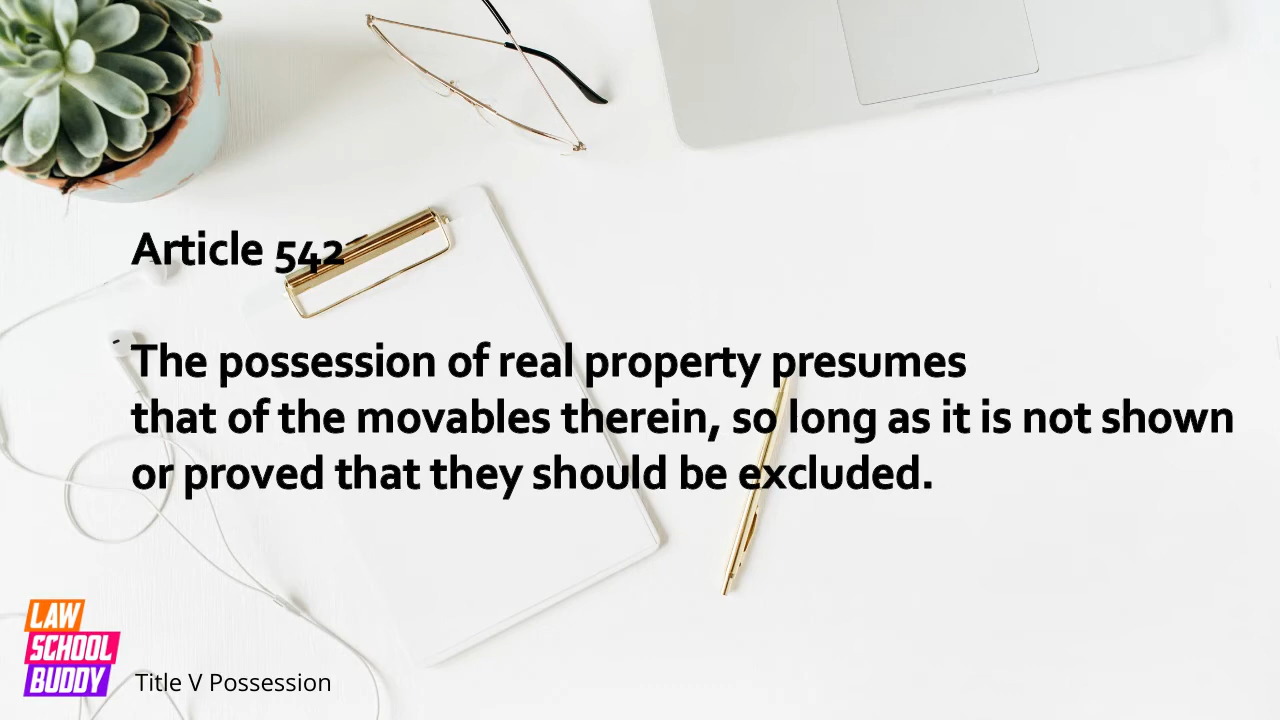 Article 542
The possession of real property presumes
that of the movables therein, so long as it is not shown
or proved that they should be excluded.
LAW
SCHOOL
BUDDY
Title V Possession